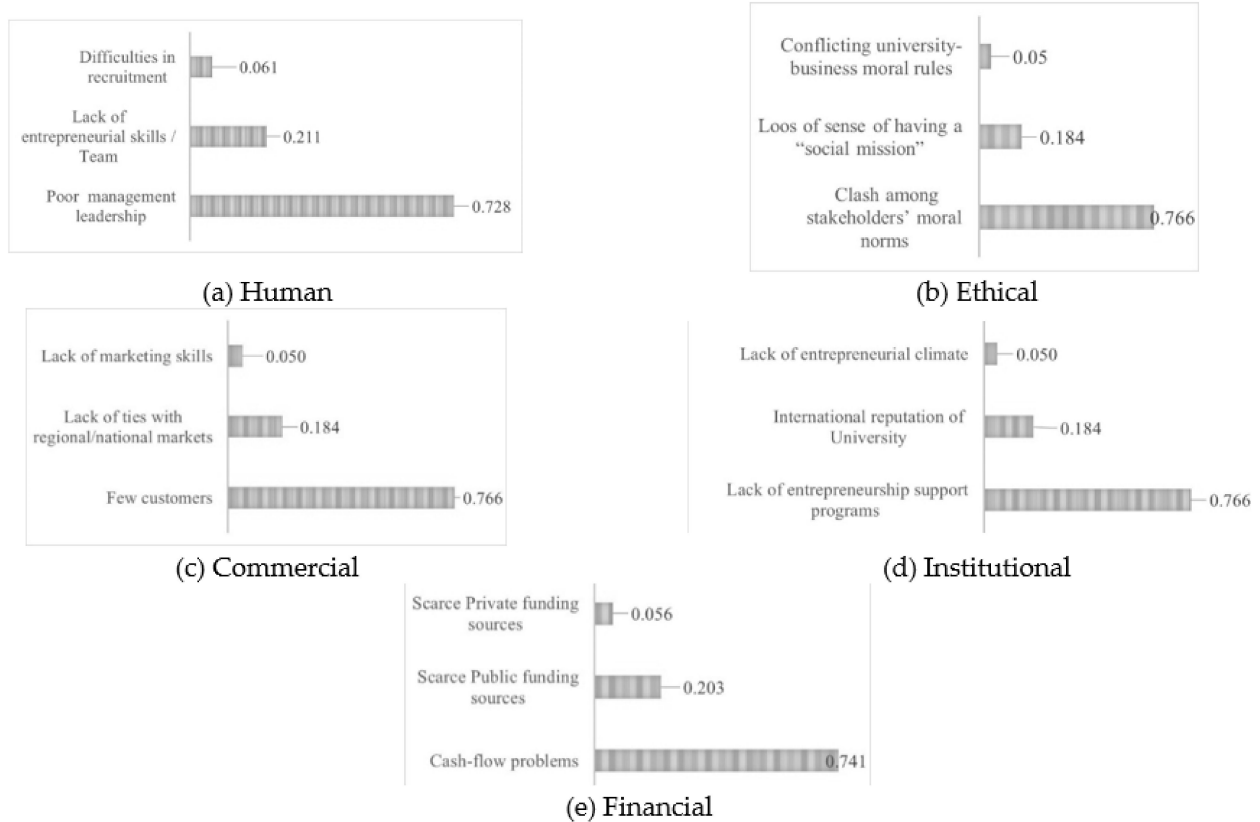 Difficulties in
recruitment
0.061
Lack of
entrepreneurial skills /
Team
0.211
Poor management
leadership
0.728
(a) Human
Conflicting university-
business moral rules
0.05
Loos of sense of having a
“social mission”
0.184
Clash among
stakeholders’ moral
norms
0.766
(b) Ethical
Lack of marketing skills
0.050
Lack of ties with
regional/national markets
0.184
Few customers
0.766
(c) Commercial
Lack of entrepreneurial climate
0.050
International reputation of
University
0.184
Lack of entrepreneurship support
programs
0.766
(d) Institutional
Scarce Private funding
sources
0.056
Scarce Public funding
sources
0.203
Cash-flow problems
0.741
(e) Financial